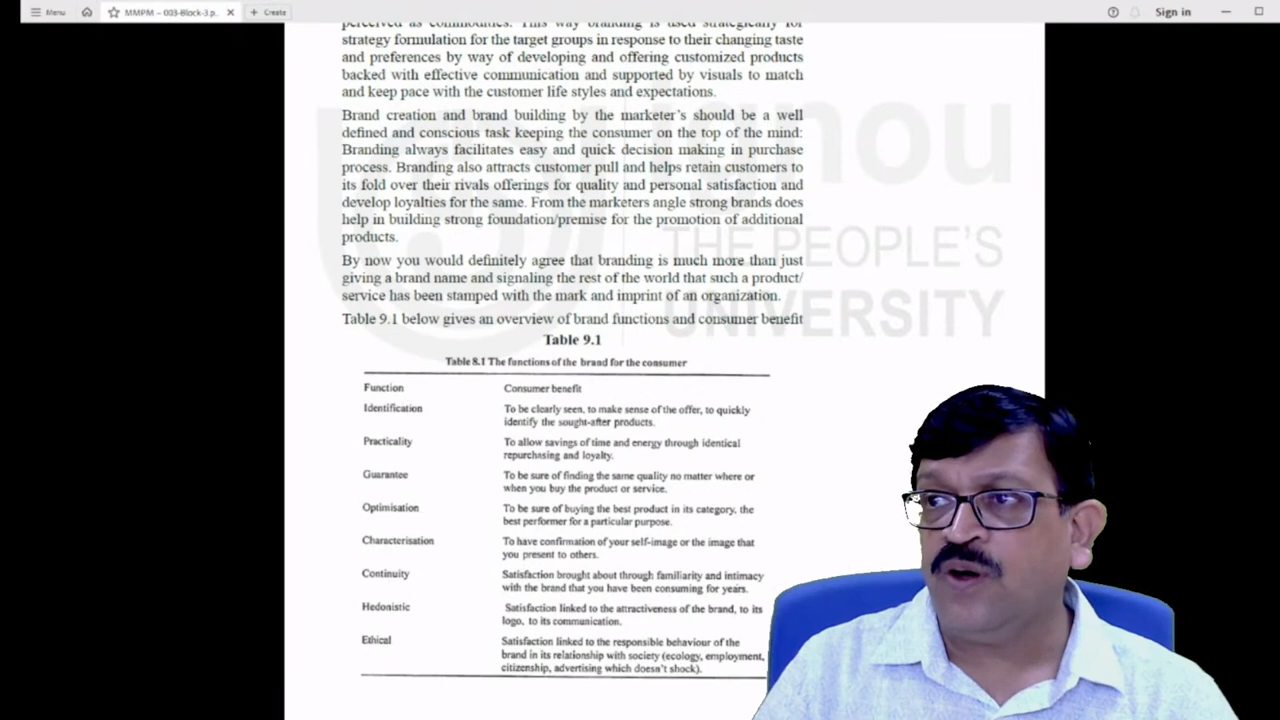 Menu
MMPM – 003-Block-3.p...
Create
Sign in
perceived as commodities. This way branding is used strategically for
strategy formulation for the target groups in response to their changing taste
and preferences by way of developing and offering customized products
backed with effective communication and supported by visuals to match
and keep pace with the customer life styles and expectations.
Brand creation and brand building by the marketer's should be a well
defined and conscious task keeping the consumer on the top of the mind:
Branding always facilitates easy and quick decision making in purchase
process. Branding also attracts customer pull and helps retain customers to
its fold over their rivals offerings for quality and personal satisfaction and
develop loyalties for the same. From the marketers angle strong brands does
help in building strong foundation/premise for the promotion of additional
products.
By now you would definitely agree that branding is much more than just
giving a brand name and signaling the rest of the world that such a product/
service has been stamped with the mark and imprint of an organization.
Table 9.1 below gives an overview of brand functions and consumer benefit
Table 9.1
Table 8.1 The functions of the brand for the consumer
Function Consumer benefit
Identification To be clearly seen, to make sense of the offer, to quickly
identify the sought-after products.
Practicality To allow savings of time and energy through identical
repurchasing and loyalty.
Guarantee To be sure of finding the same quality no matter where or
when you buy the product or service.
Optimisation To be sure of buying the best product in its category, the
best performer for a particular purpose.
Characterisation To have confirmation of your self-image or the image that
you present to others.
Continuity Satisfaction brought about through familiarity and intimacy
with the brand that you have been consuming for years.
Hedonistic Satisfaction linked to the attractiveness of the brand, to its
logo, to its communication.
Ethical Satisfaction linked to the responsible behaviour of the
brand in its relationship with society (ecology, employment,
citizenship, advertising which doesn't shock).
ignou
THE PEOPLE'S
UNIVERSITY